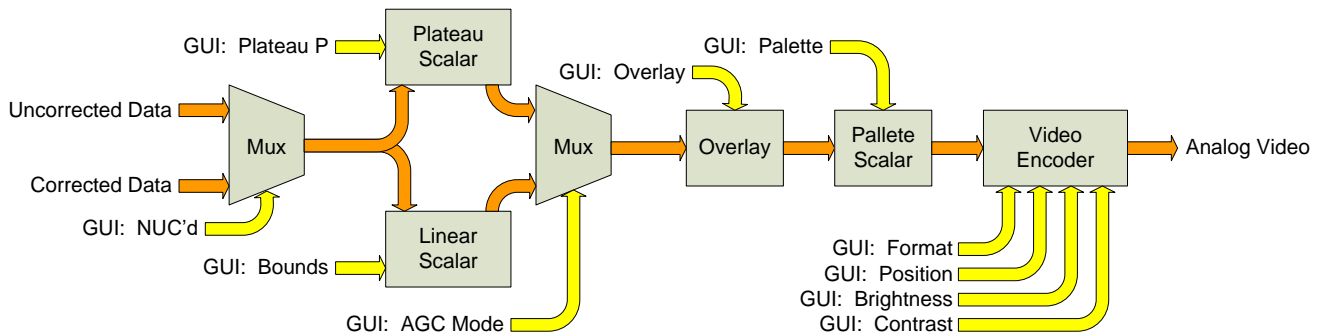 GUI: Plateau P
Plateau
Scalar
GUI: Palette
GUI: Overlay
Uncorrected Data
Corrected Data
Mux
GUI: NUC'd
Mux
Overlay
Pallete
Scalar
Video
Encoder
Analog Video
Linear
Scalar
GUI: Bounds
GUI: AGC Mode
GUI: Format
GUI: Position
GUI: Brightness
GUI: Contrast